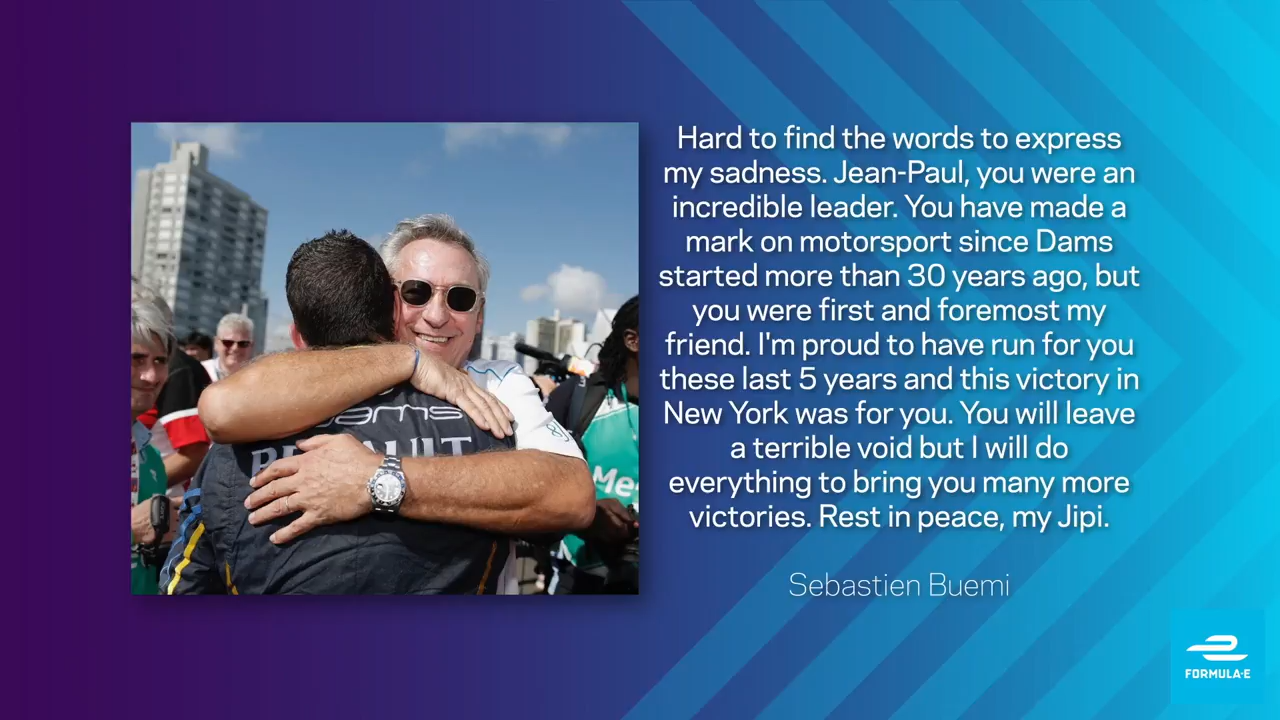 Hard to find the words to express
my sadness. Jean-Paul, you were an
incredible leader. You have made a
mark on motorsport since Dams
started more than 30 years ago, but
you were first and foremost my
friend. I'm proud to have run for you
these last 5 years and this victory in
New York was for you. You will leave
a terrible void but I will do
everything to bring you many more
victories. Rest in peace, my Jipi.
Sebastien Buemi
FORMULA-E